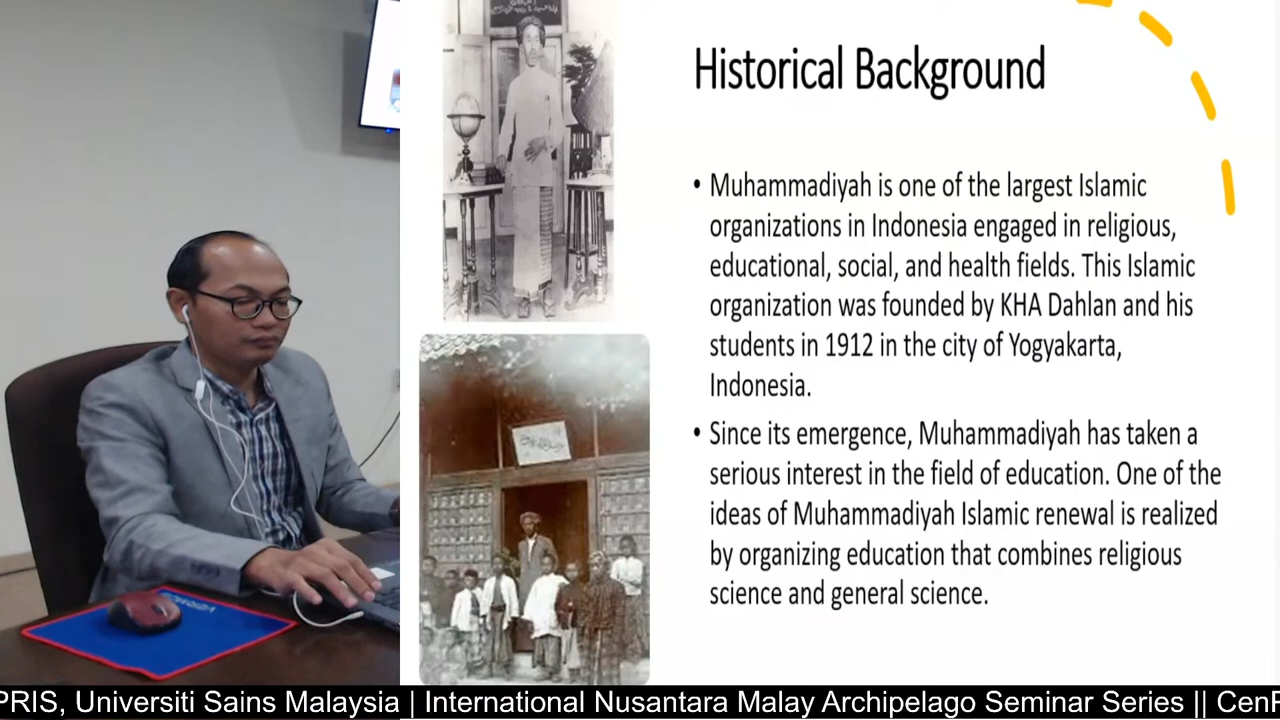 Historical Background
• Muhammadiyah is one of the largest Islamic
organizations in Indonesia engaged in religious,
educational, social, and health fields. This Islamic
organization was founded by KHA Dahlan and his
students in 1912 in the city of Yogyakarta,
Indonesia.
• Since its emergence, Muhammadiyah has taken a
serious interest in the field of education. One of the
ideas of Muhammadiyah Islamic renewal is realized
by organizing education that combines religious
science and general science.
PRIS, Universiti Sains Malaysia | International Nusantara Malay Archipelago Seminar Series || CenP